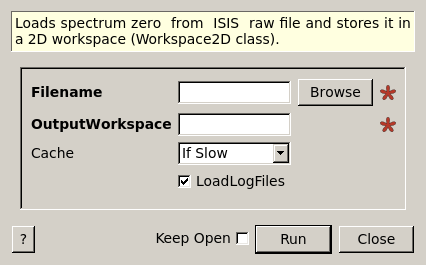 Loads spectrum zero from ISIS raw file and stores it in
a 2D workspace (Workspace2D class).
Filename
Browse
OutputWorkspace
Cache
If Slow
LoadLogFiles
?
Keep Open
Run
Close